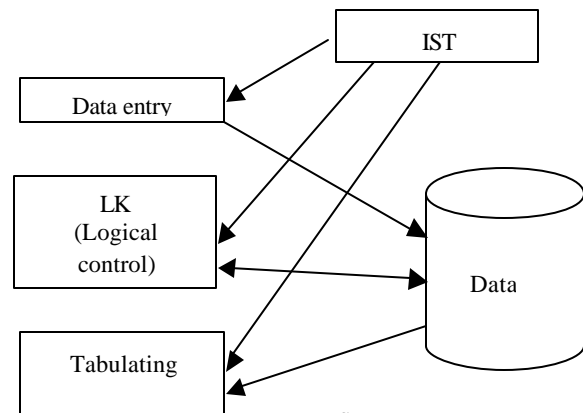 IST
Data entry
LK
(Logical
control)
Data
Tabulating